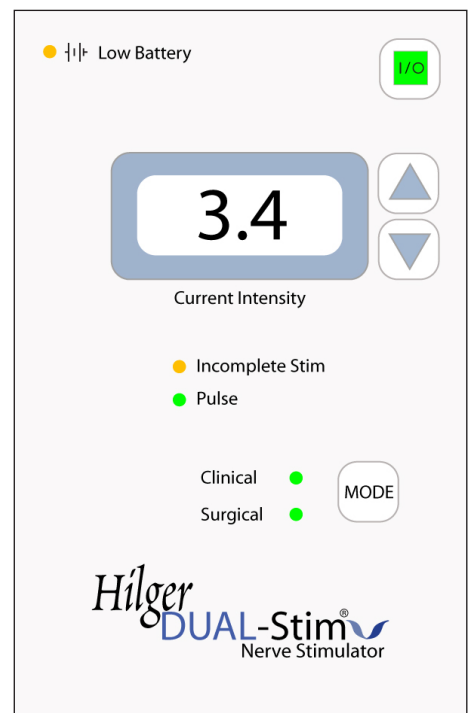 Low Battery
I/O
3.4
Current Intensity
Incomplete Stim
Pulse
Clinical
Surgical
MODE
Hilger
DUAL-Stim®
Nerve Stimulator